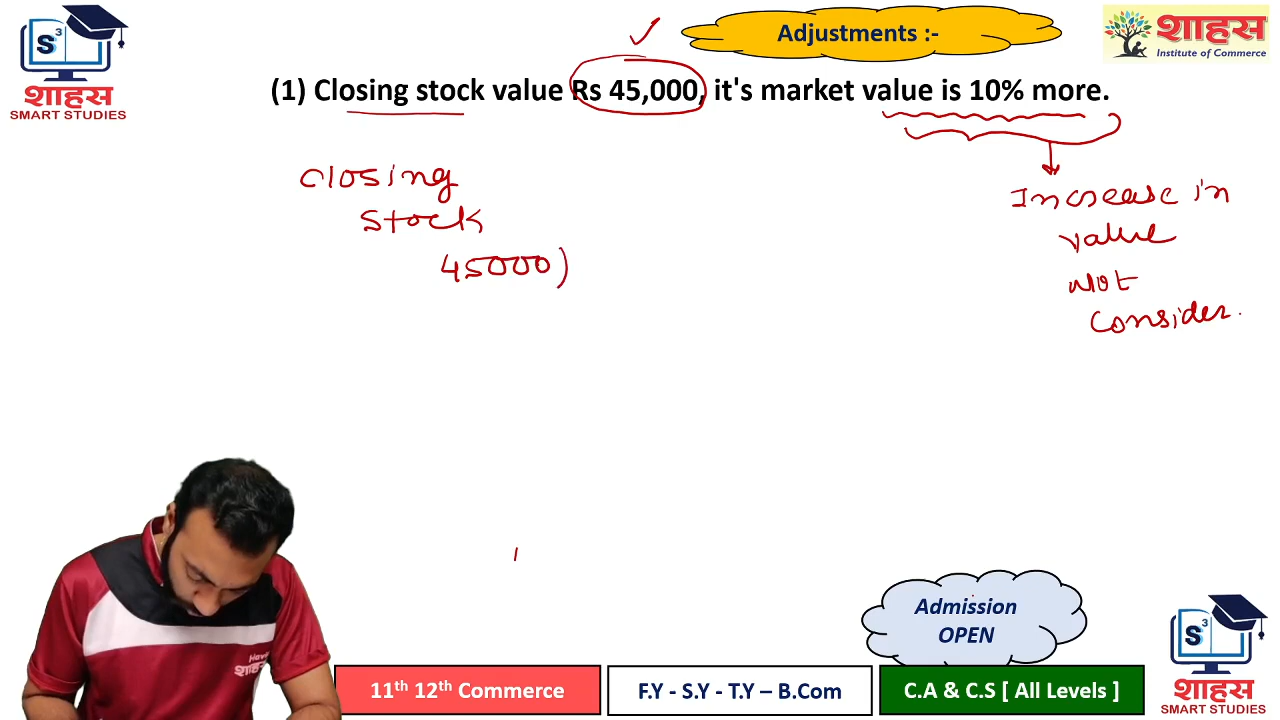 S³
शाहस
SMART STUDIES
Adjustments :-
शाहस
Institute of Commerce
(1) Closing stock value Rs 45,000, it's market value is 10% more.
Closing
Stock
45000)
Increase in
value
Not
Consider.
शाहस
Admission
OPEN
11th 12th Commerce
F.Y - S.Y - T.Y – B.Com
C.A & C.S [ All Levels ]
S³
शाहस
SMART STUDIES